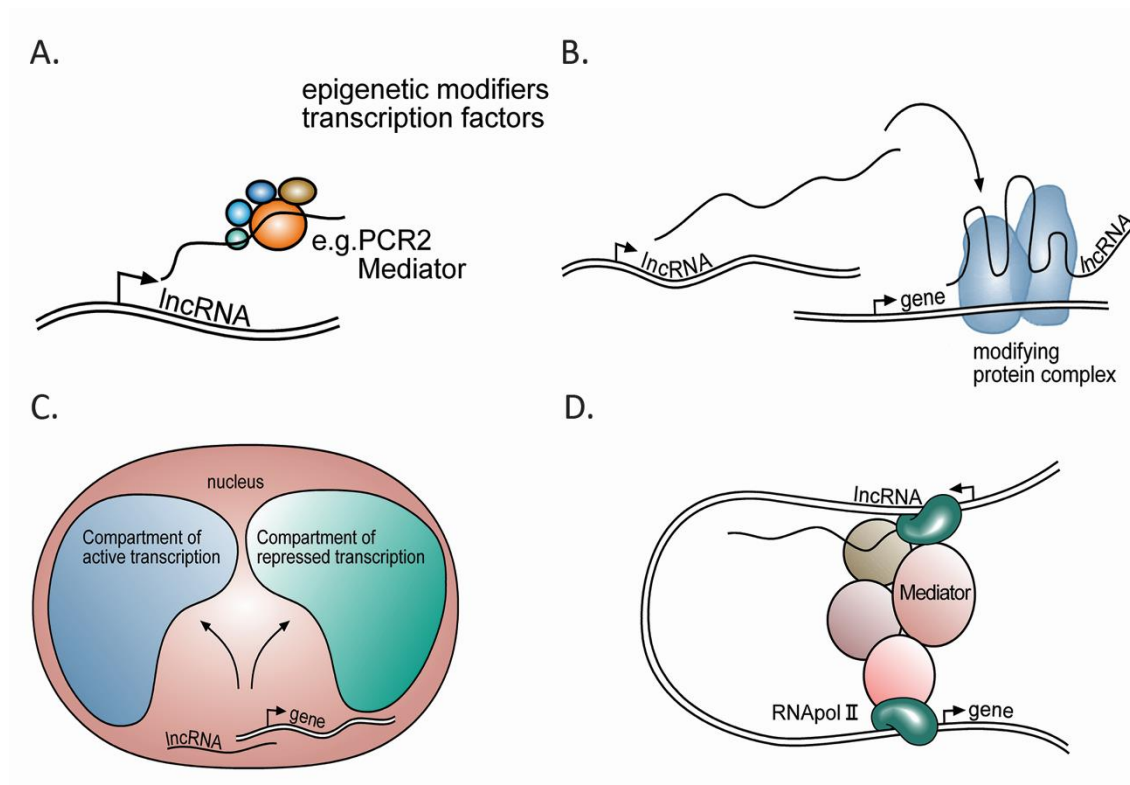 A.
epigenetic modifiers
transcription factors
e.g.PCR2
Mediator
lncRNA
B.
lncRNA
gene
lncRNA
modifying
protein complex
C.
nucleus
Compartment of
active transcription
Compartment of
repressed transcription
gene
lncRNA
D.
lncRNA
Mediator
RNApol II
gene